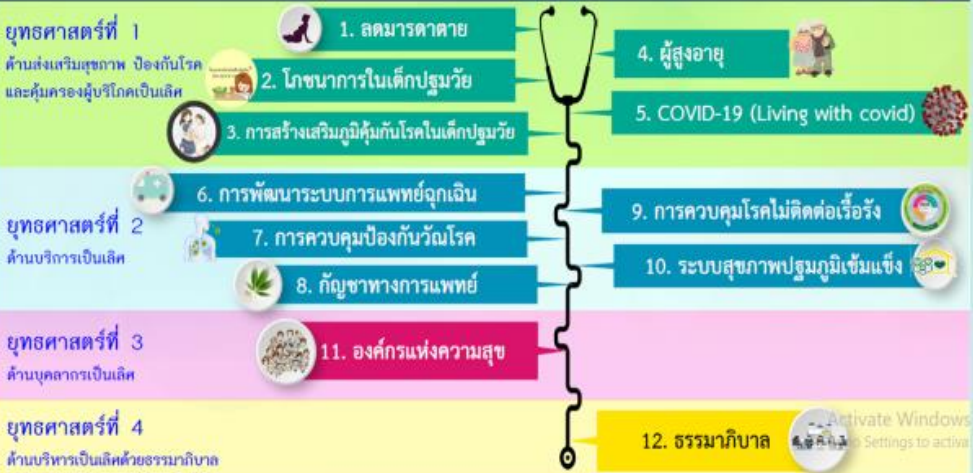 ยุทธศาสตร์ที่ 1
ด้านส่งเสริมสุขภาพ ป้องกันโรค
และคุ้มครองผู้บริโภคเป็นเลิศ
1. ลดมารดาตาย
2. โภชนาการในเด็กปฐมวัย
3. การสร้างเสริมภูมิคุ้มกันโรคในเด็กปฐมวัย
4. ผู้สูงอายุ
5. COVID-19 (Living with covid)
ยุทธศาสตร์ที่ 2
ด้านบริการเป็นเลิศ
6. การพัฒนาระบบการแพทย์ฉุกเฉิน
7. การควบคุมป้องกันวัณโรค
8. กัญชาทางการแพทย์
9. การควบคุมโรคไม่ติดต่อเรื้อรัง
10. ระบบสุขภาพปฐมภูมิเข้มแข็ง
ยุทธศาสตร์ที่ 3
ด้านบุคลากรเป็นเลิศ
11. องค์กรแห่งความสุข
ยุทธศาสตร์ที่ 4
ด้านบริหารเป็นเลิศด้วยธรรมาภิบาล
12. ธรรมาภิบาล
Activate Windows
to Settings to activa